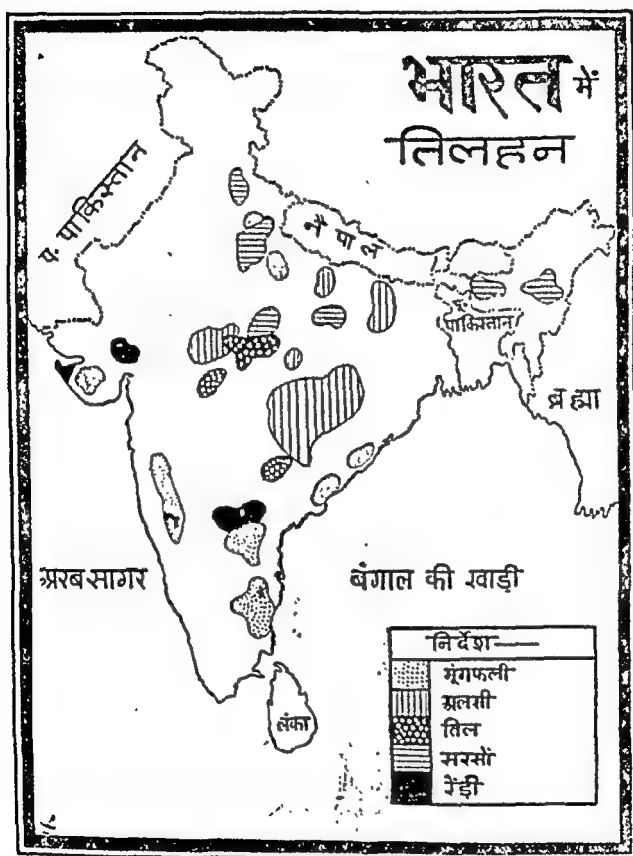 भारत में
तिलहन
प. पाकिस्तान
नैपाल
पाकिस्तान
ब्रह्मा
अरब सागर
बंगाल की खाड़ी
लंका
निर्देश——
मूंगफली
अलसी
तिल
सरसों
रेंड़ी